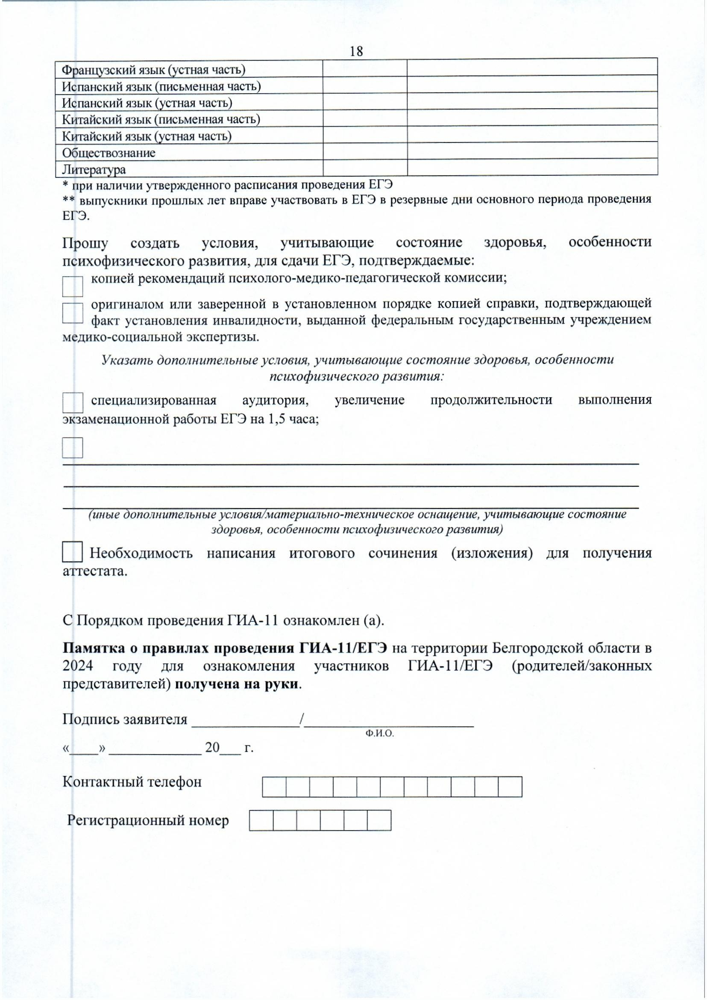 18
Французский язык (устная часть)
Испанский язык (письменная часть)
Испанский язык (устная часть)
Китайский язык (письменная часть)
Китайский язык (устная часть)
Обществознание
Литература
* при наличии утвержденного расписания проведения ЕГЭ
** выпускники прошлых лет вправе участвовать в ЕГЭ в резервные дни основного периода проведения
ЕГЭ.
Прошу создать условия, учитывающие состояние здоровья, особенности
психофизического развития, для сдачи ЕГЭ, подтверждаемые:
копией рекомендаций психолого-медико-педагогической комиссии;
оригиналом или заверенной в установленном порядке копией справки, подтверждающей
факт установления инвалидности, выданной федеральным государственным учреждением
медико-социальной экспертизы.
Указать дополнительные условия, учитывающие состояние здоровья, особенности
психофизического развития:
специализированная аудитория, увеличение продолжительности выполнения
экзаменационной работы ЕГЭ на 1,5 часа;
(иные дополнительные условия/материально-техническое оснащение, учитывающие состояние
здоровья, особенности психофизического развития)
Необходимость написания итогового сочинения (изложения) для получения
аттестата.
С Порядком проведения ГИА-11 ознакомлен (а).
Памятка о правилах проведения ГИА-11/ЕГЭ на территории Белгородской области в
2024 году для ознакомления участников ГИА-11/ЕГЭ (родителей/законных
представителей) получена на руки.
Подпись заявителя _______________/________________________
Ф.И.О.
«____» _____________ 20___ г.
Контактный телефон
Регистрационный номер